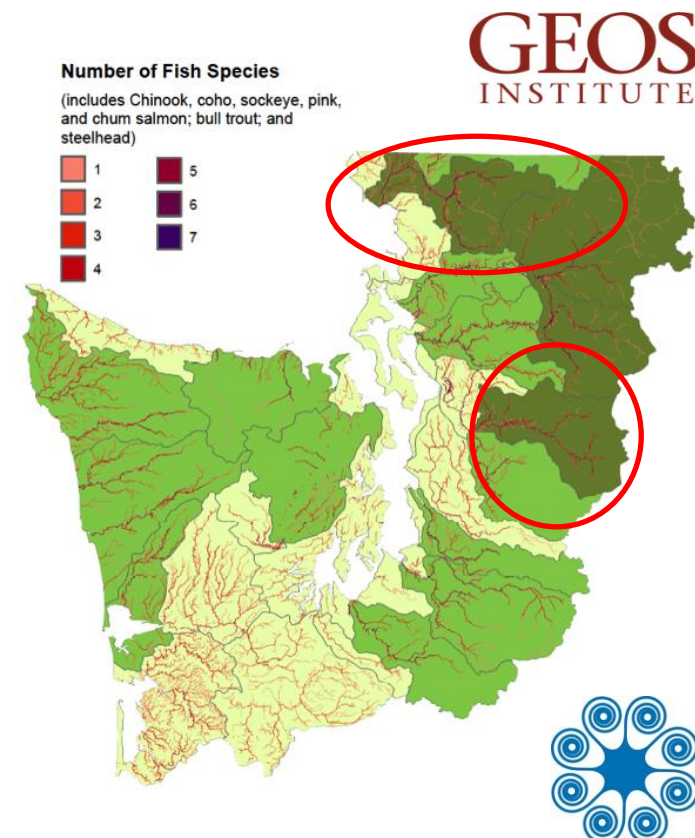 GEOS
INSTITUTE
Number of Fish Species
(includes Chinook, coho, sockeye, pink,
and chum salmon; bull trout; and
steelhead)
1
5
2
6
3
7
4